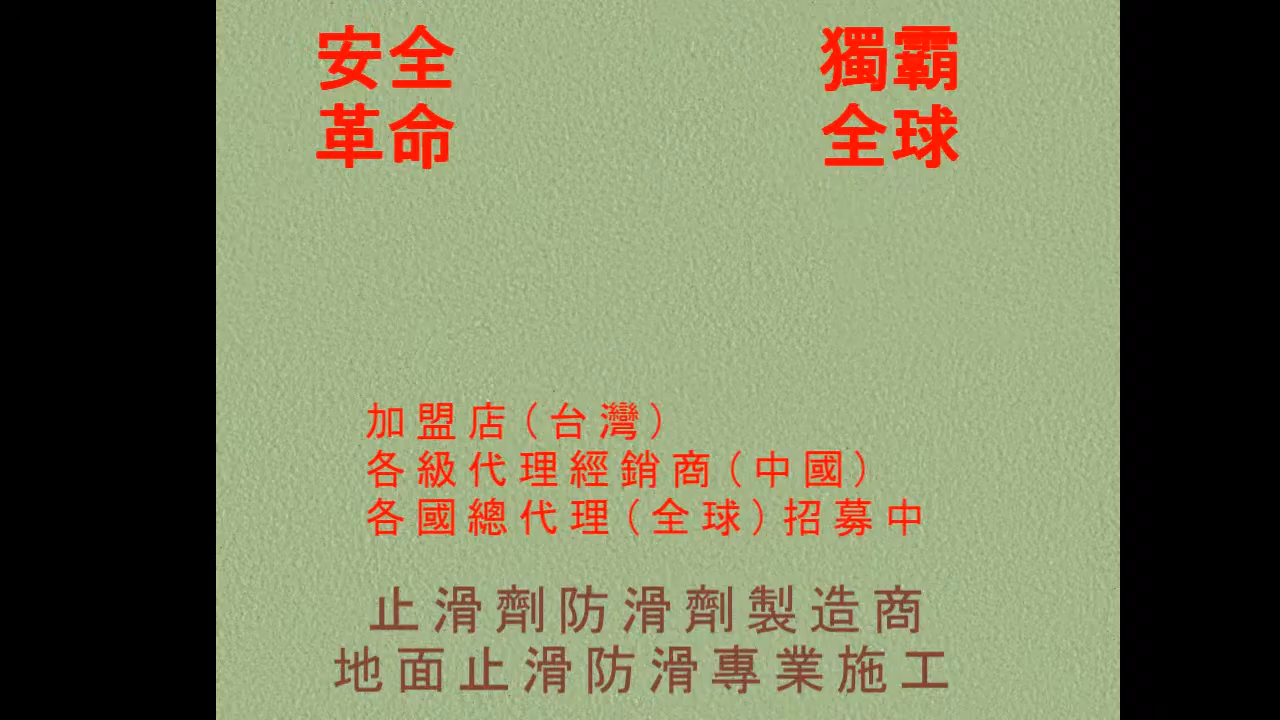 安全
革命
獨霸
全球
加盟店(台灣)
各級代理經銷商(中國)
各國總代理(全球)招募中
止滑劑防滑劑製造商
地面止滑防滑專業施工